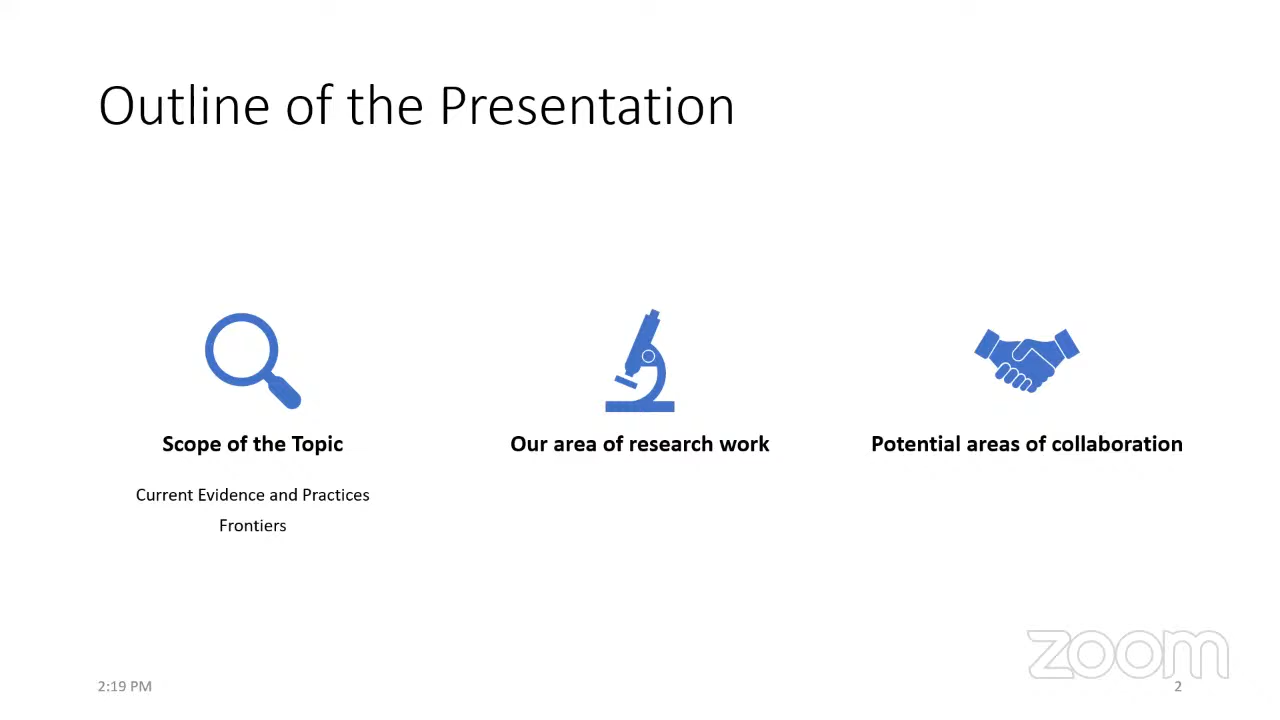 Outline of the Presentation
Scope of the Topic
Current Evidence and Practices
Frontiers
Our area of research work
Potential areas of collaboration
zoom
2:19 PM
2